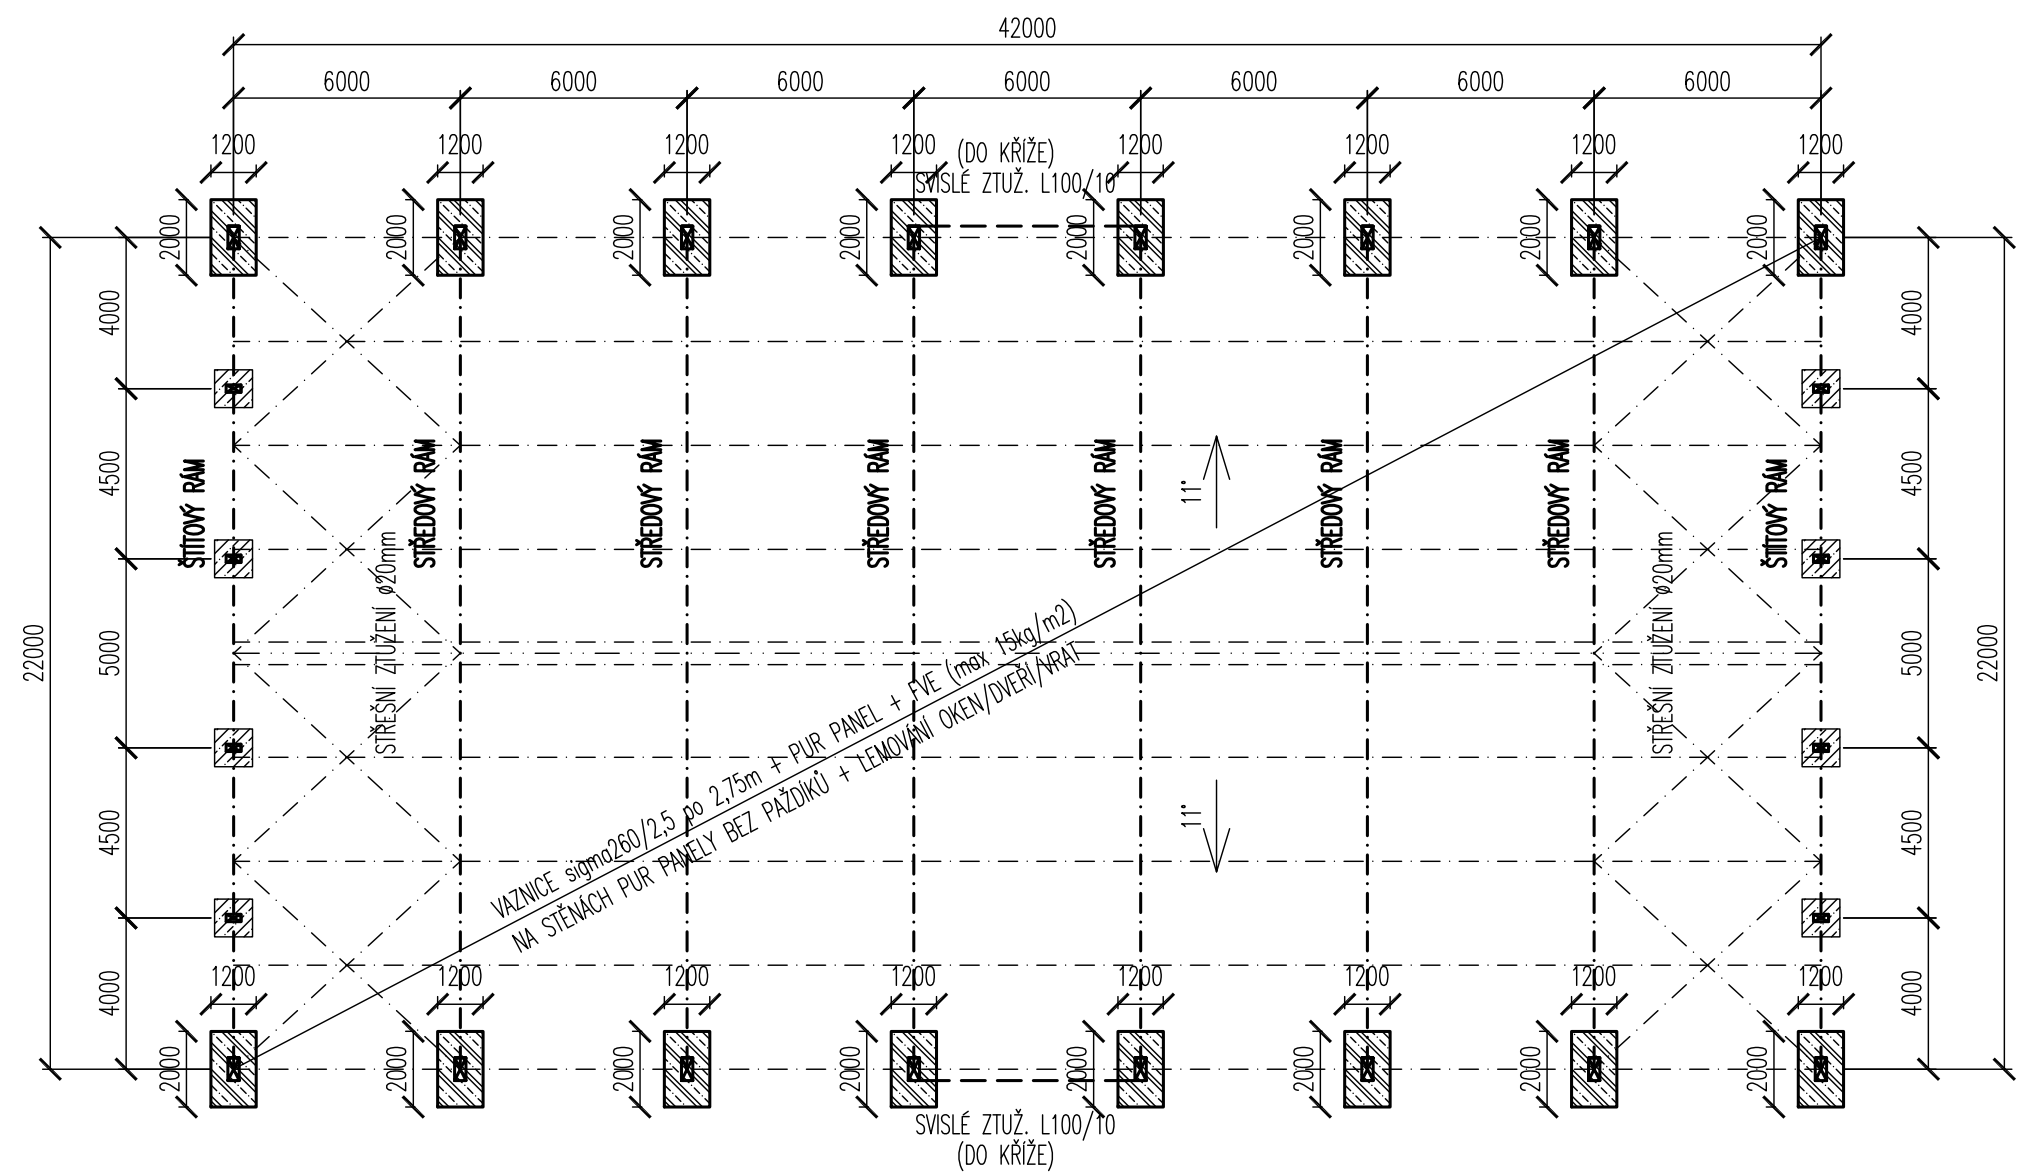 42000
6000 6000 6000 6000 6000 6000 6000
1200 1200 1200 1200 1200 1200 1200 1200
(DO KŘÍŽE)
SVISLÉ ZTUŽ. L100/10
2000 2000 2000 2000 2000 2000 2000 2000
4000
4500
5000
4500
4000
22000
ŠTÍTOVÝ RÁM
STŘEDOVÝ RÁM
STŘEDOVÝ RÁM
STŘEDOVÝ RÁM
STŘEDOVÝ RÁM
STŘEDOVÝ RÁM
STŘEDOVÝ RÁM
ŠTÍTOVÝ RÁM
STŘEŠNÍ ZTUŽENÍ ø20mm
STŘEŠNÍ ZTUŽENÍ ø20mm
11°
11°
VAZNICE sigma260/2,5 po 2,75m + PUR PANEL + FVE (max 15kg/m2)
NA STĚNÁCH PUR PANELY BEZ PAŽDÍKŮ + LEMOVÁNÍ OKEN/DVEŘÍ/VRAT
4000
4500
5000
4500
4000
22000
1200 1200 1200 1200 1200 1200 1200 1200
2000 2000 2000 2000 2000 2000 2000 2000
SVISLÉ ZTUŽ. L100/10
(DO KŘÍŽE)